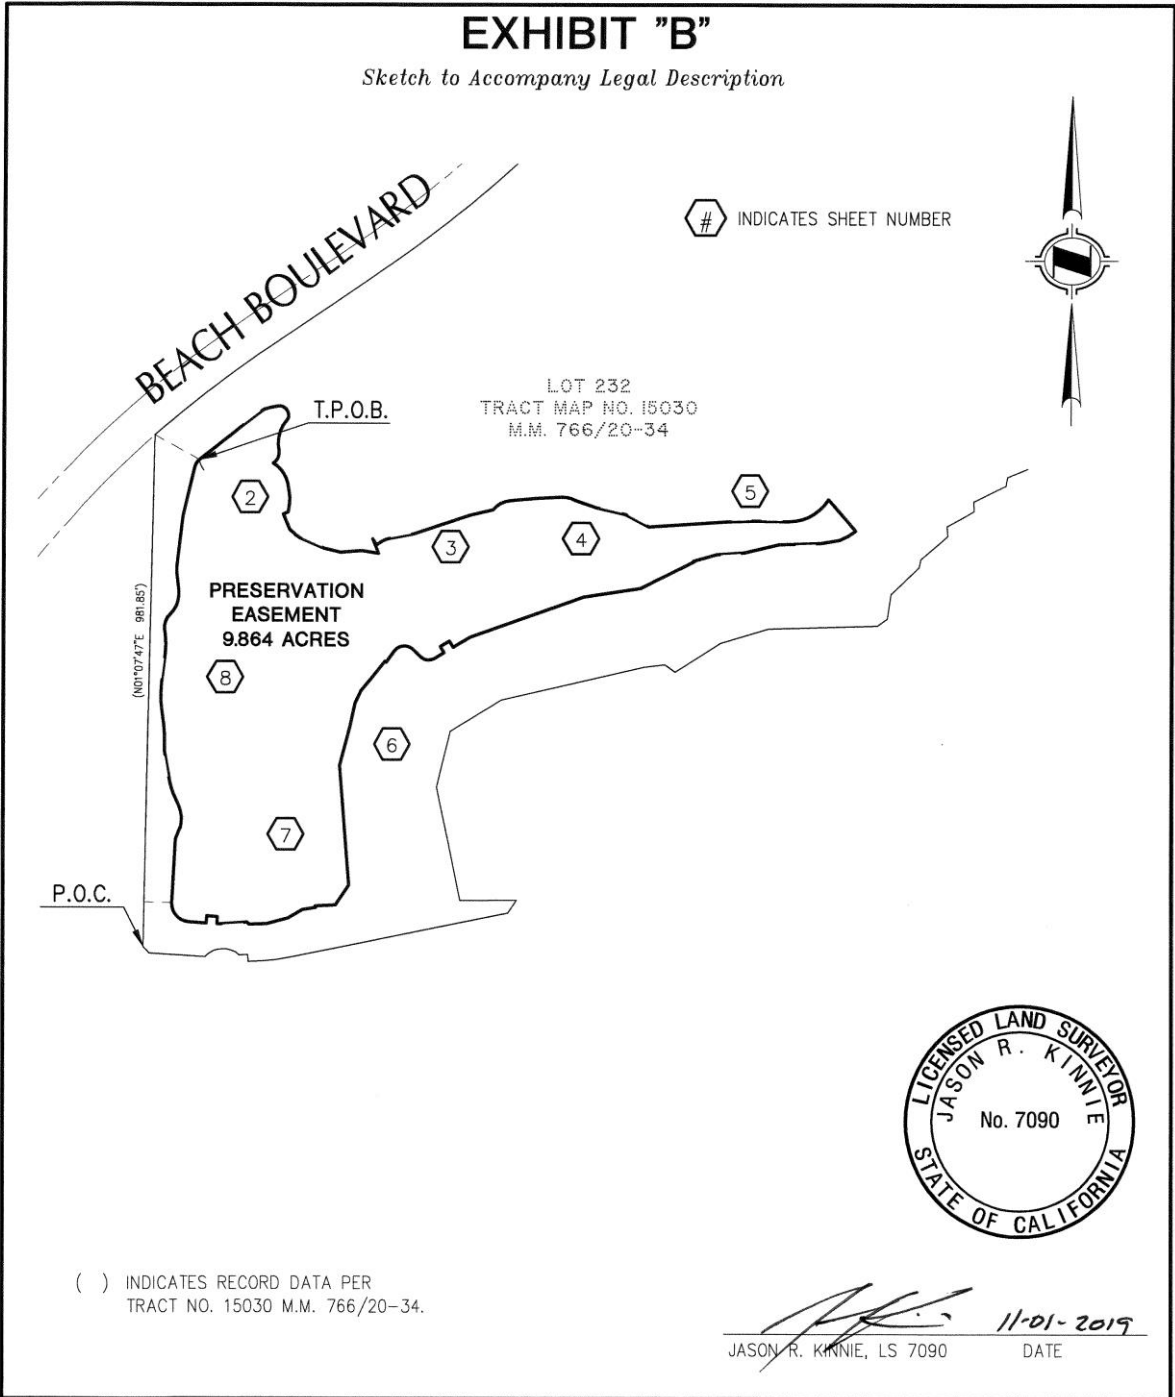 EXHIBIT "B"
Sketch to Accompany Legal Description
BEACH BOULEVARD
# INDICATES SHEET NUMBER
LOT 232
TRACT MAP NO. 15030
M.M. 766/20-34
T.P.O.B.
2
5
3
4
PRESERVATION
EASEMENT
9.864 ACRES
(N01°07'47"E 981.85')
8
6
7
P.O.C.
LICENSED LAND SURVEYOR
JASON R. KINNIE
No. 7090
STATE OF CALIFORNIA
( ) INDICATES RECORD DATA PER
TRACT NO. 15030 M.M. 766/20-34.
11-01-2019
JASON R. KINNIE, LS 7090
DATE